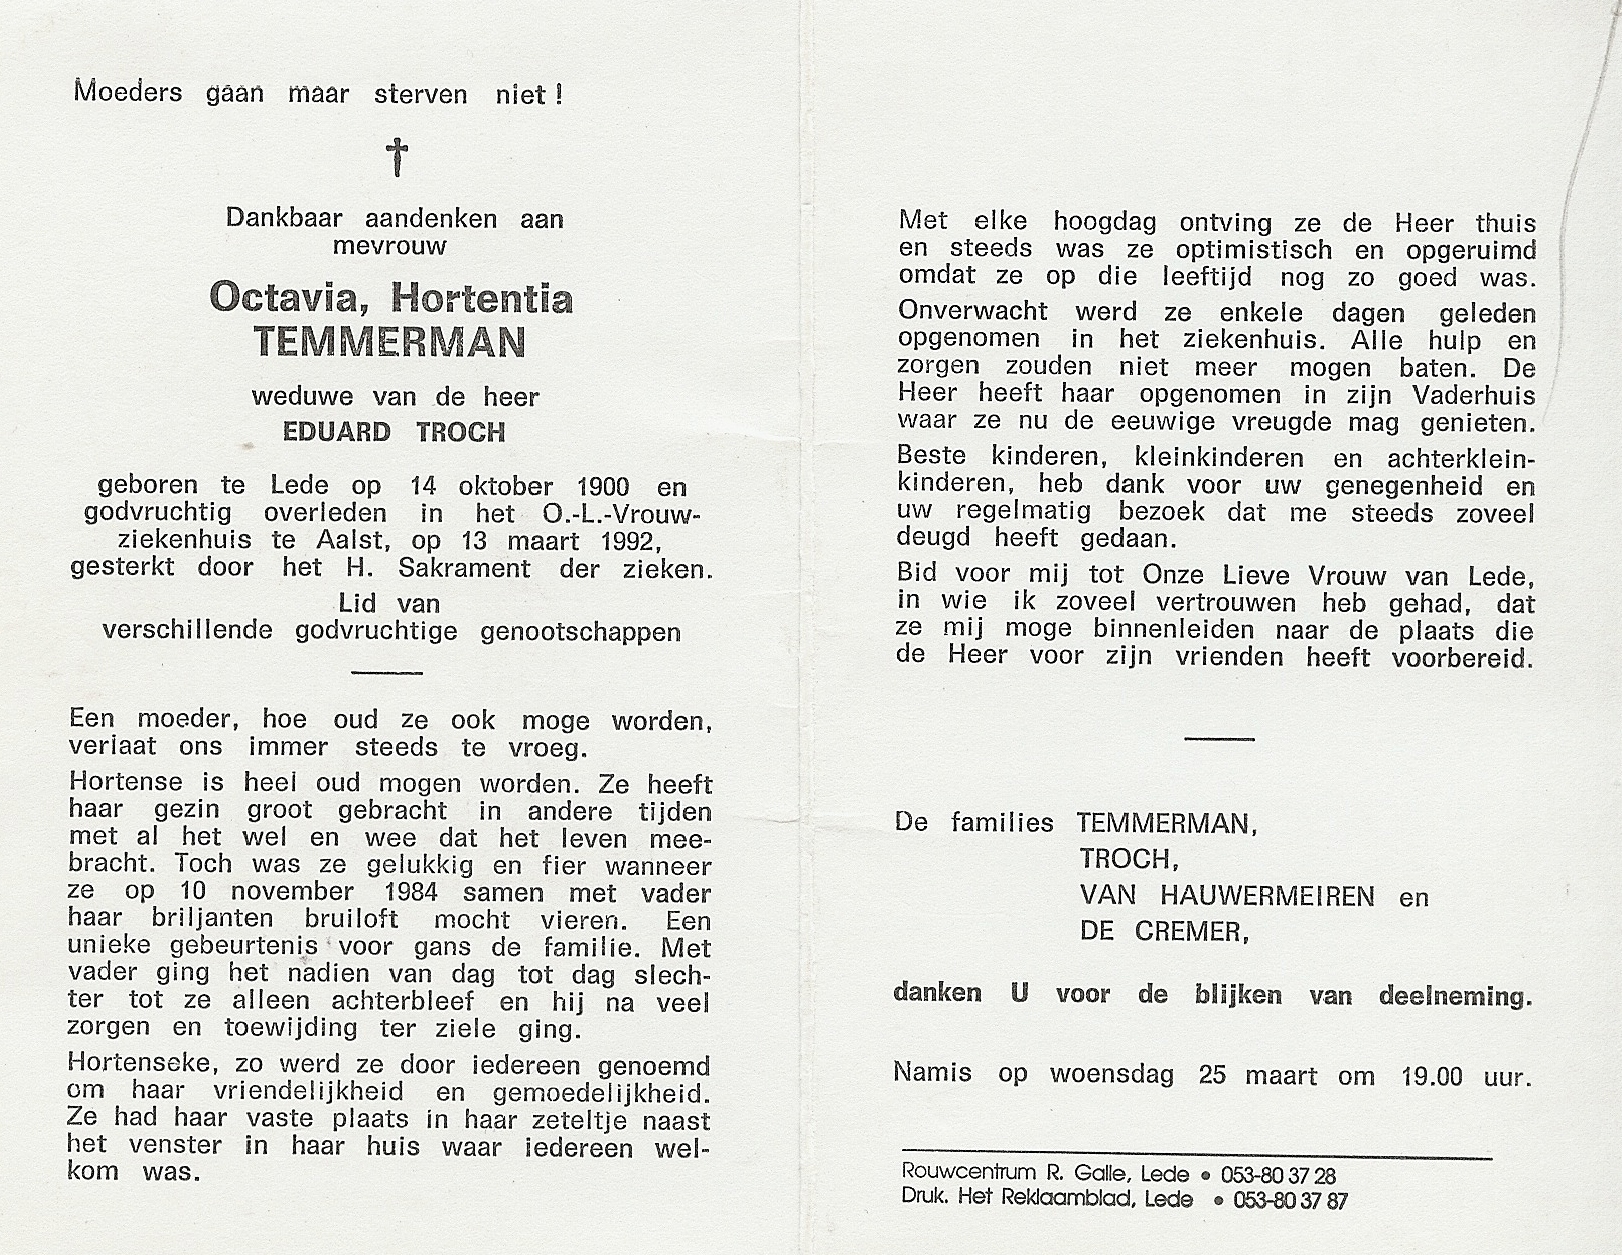 Moeders gaan maar sterven niet !
Dankbaar aandenken aan
mevrouw
Octavia, Hortentia
TEMMERMAN
weduwe van de heer
EDUARD TROCH
geboren te Lede op 14 oktober 1900 en
godvruchtig overleden in het O.-L.-Vrouw-
ziekenhuis te Aalst, op 13 maart 1992,
gesterkt door het H. Sakrament der zieken.
Lid van
verschillende godvruchtige genootschappen
Een moeder, hoe oud ze ook moge worden,
verlaat ons immer steeds te vroeg.
Hortense is heel oud mogen worden. Ze heeft
haar gezin groot gebracht in andere tijden
met al het wel en wee dat het leven mee-
bracht. Toch was ze gelukkig en fier wanneer
ze op 10 november 1984 samen met vader
haar briljanten bruiloft mocht vieren. Een
unieke gebeurtenis voor gans de familie. Met
vader ging het nadien van dag tot dag slech-
ter tot ze alleen achterbleef en hij na veel
zorgen en toewijding ter ziele ging.
Hortenseke, zo werd ze door iedereen genoemd
om haar vriendelijkheid en gemoedelijkheid.
Ze had haar vaste plaats in haar zeteltje naast
het venster in haar huis waar iedereen wel-
kom was.
Met elke hoogdag ontving ze de Heer thuis
en steeds was ze optimistisch en opgeruimd
omdat ze op die leeftijd nog zo goed was.
Onverwacht werd ze enkele dagen geleden
opgenomen in het ziekenhuis. Alle hulp en
zorgen zouden niet meer mogen baten. De
Heer heeft haar opgenomen in zijn Vaderhuis
waar ze nu de eeuwige vreugde mag genieten.
Beste kinderen, kleinkinderen en achterklein-
kinderen, heb dank voor uw genegenheid en
uw regelmatig bezoek dat me steeds zoveel
deugd heeft gedaan.
Bid voor mij tot Onze Lieve Vrouw van Lede,
in wie ik zoveel vertrouwen heb gehad, dat
ze mij moge binnenleiden naar de plaats die
de Heer voor zijn vrienden heeft voorbereid.
De families TEMMERMAN,
TROCH,
VAN HAUWERMEIREN en
DE CREMER,
danken U voor de blijken van deelneming.
Namis op woensdag 25 maart om 19.00 uur.
Rouwcentrum R. Galle, Lede • 053-80 37 28
Druk. Het Reklaamblad, Lede • 053-80 37 87